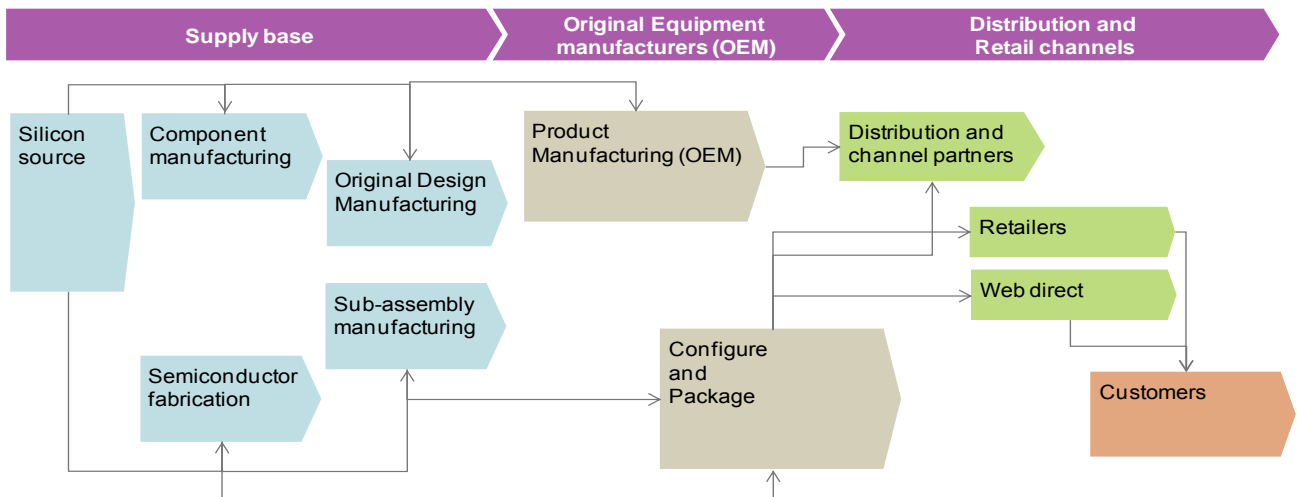 Supply base
Original Equipment
manufacturers (OEM)
Distribution and
Retail channels
Silicon
source
Component
manufacturing
Original Design
Manufacturing
Product
Manufacturing (OEM)
Distribution and
channel partners
Retailers
Web direct
Sub-assembly
manufacturing
Semiconductor
fabrication
Configure
and
Package
Customers